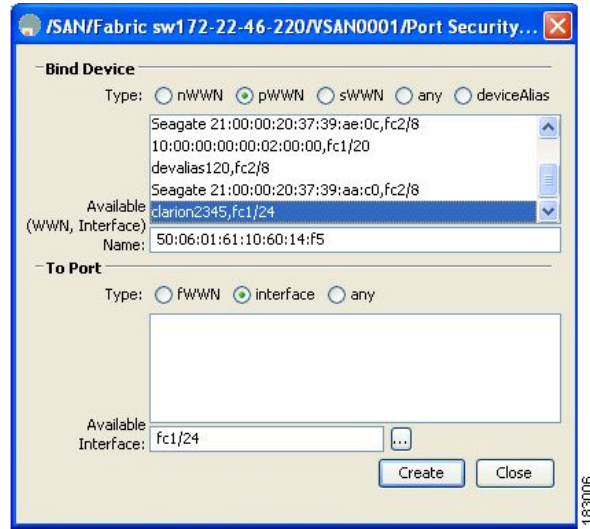 /SAN/Fabric sw172-22-46-220/VSAN0001/Port Security...
Bind Device
Type: nWWN pWWN sWWN any deviceAlias
Seagate 21:00:00:20:37:39:ae:0c,fc2/8
10:00:00:00:00:02:00:00,fc1/20
devalias120,fc2/8
Seagate 21:00:00:20:37:39:aa:c0,fc2/8
Available
clarion2345,fc1/24
(WWN, Interface)
Name: 50:06:01:61:10:60:14:f5
To Port
Type: fWWN interface any
Available
Interface: fc1/24 ...
Create Close
183006